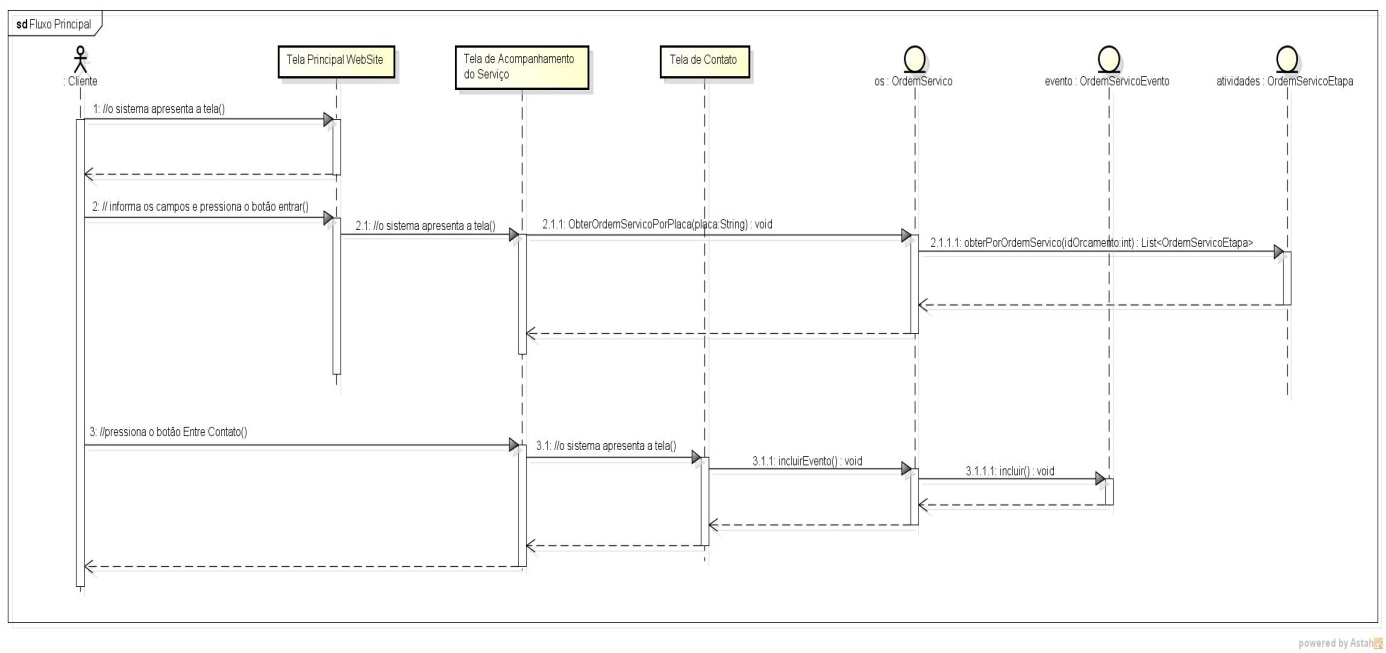 sd Fluxo Principal
: Cliente
Tela Principal WebSite
Tela de Acompanhamento
do Serviço
Tela de Contato
os : OrdemServico
evento : OrdemServicoEvento
atividades : OrdemServicoEtapa
1: //o sistema apresenta a tela()
2: // informa os campos e pressiona o botão entrar()
2.1: //o sistema apresenta a tela()
2.1.1: ObterOrdemServicoPorPlaca(placa:String) : void
2.1.1.1: obterPorOrdemServico(idOrcamento:int) : List<OrdemServicoEtapa>
3: //pressiona o botão Entre Contato()
3.1: //o sistema apresenta a tela()
3.1.1: incluirEvento() : void
3.1.1.1: incluir() : void
powered by Astah